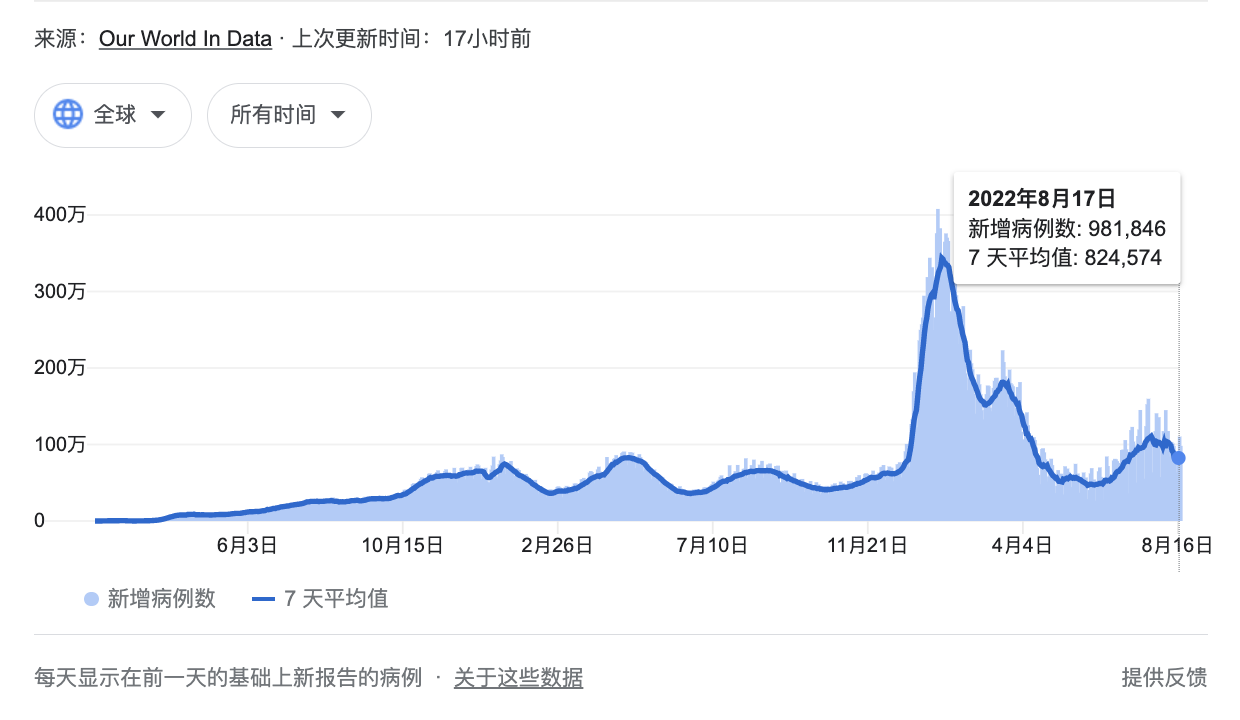 来源：Our World In Data · 上次更新时间：17小时前
全球 所有时间
2022年8月17日
新增病例数: 981,846
7 天平均值: 824,574
400万
300万
200万
100万
0
6月3日 10月15日 2月26日 7月10日 11月21日 4月4日 8月16日
新增病例数 7 天平均值
每天显示在前一天的基础上新报告的病例 · 关于这些数据 提供反馈